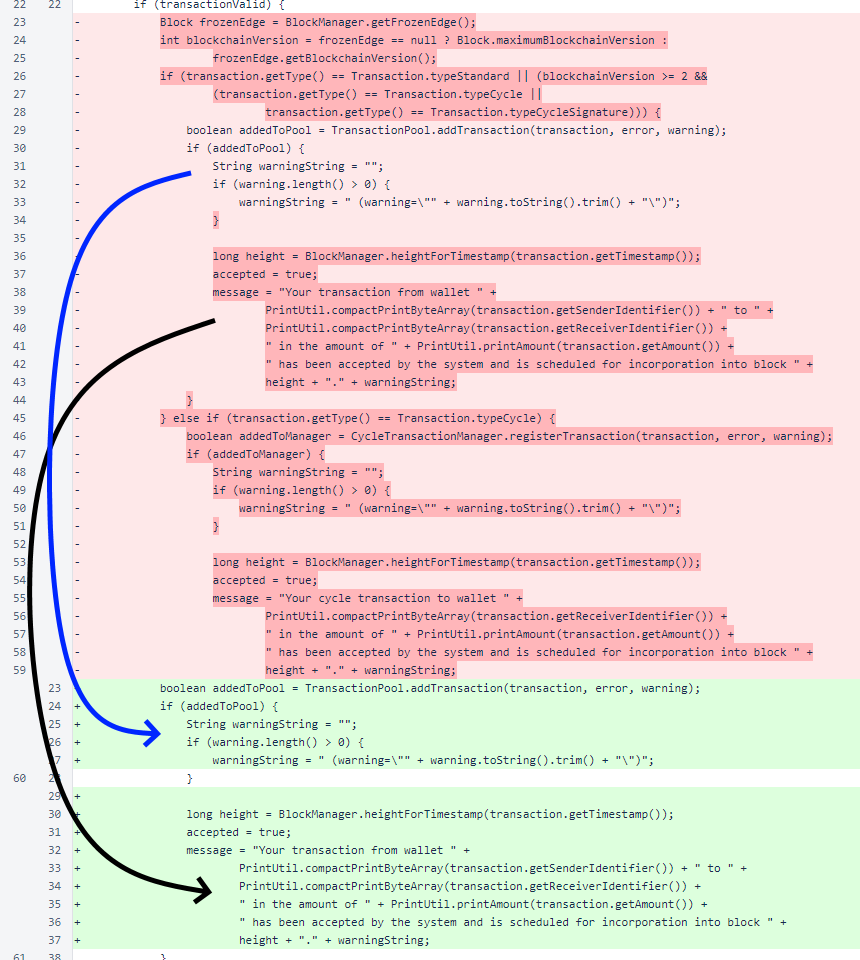 22 22 if (transactionValid) {
23 - Block frozenEdge = BlockManager.getFrozenEdge();
24 - int blockchainVersion = frozenEdge == null ? Block.maximumBlockchainVersion :
25 - frozenEdge.getBlockchainVersion();
26 - if (transaction.getType() == Transaction.typeStandard || (blockchainVersion >= 2 &&
27 - (transaction.getType() == Transaction.typeCycle ||
28 - transaction.getType() == Transaction.typeCycleSignature))) {
29 - boolean addedToPool = TransactionPool.addTransaction(transaction, error, warning);
30 - if (addedToPool) {
31 - String warningString = "";
32 - if (warning.length() > 0) {
33 - warningString = " (warning=\"" + warning.toString().trim() + "\")";
34 - }
35 -
36 - long height = BlockManager.heightForTimestamp(transaction.getTimestamp());
37 - accepted = true;
38 - message = "Your transaction from wallet " +
39 - PrintUtil.compactPrintByteArray(transaction.getSenderIdentifier()) + " to " +
40 - PrintUtil.compactPrintByteArray(transaction.getReceiverIdentifier()) +
41 - " in the amount of " + PrintUtil.printAmount(transaction.getAmount()) +
42 - " has been accepted by the system and is scheduled for incorporation into block " +
43 - height + "." + warningString;
44 - }
45 - } else if (transaction.getType() == Transaction.typeCycle) {
46 - boolean addedToManager = CycleTransactionManager.registerTransaction(transaction, error, warning);
47 - if (addedToManager) {
48 - String warningString = "";
49 - if (warning.length() > 0) {
50 - warningString = " (warning=\"" + warning.toString().trim() + "\")";
51 - }
52 -
53 - long height = BlockManager.heightForTimestamp(transaction.getTimestamp());
54 - accepted = true;
55 - message = "Your cycle transaction to wallet " +
56 - PrintUtil.compactPrintByteArray(transaction.getReceiverIdentifier()) +
57 - " in the amount of " + PrintUtil.printAmount(transaction.getAmount()) +
58 - " has been accepted by the system and is scheduled for incorporation into block " +
59 - height + "." + warningString;
23 boolean addedToPool = TransactionPool.addTransaction(transaction, error, warning);
24 + if (addedToPool) {
25 + String warningString = "";
26 + if (warning.length() > 0) {
+ warningString = " (warning=\"" + warning.toString().trim() + "\")";
60 }
29 +
30 + long height = BlockManager.heightForTimestamp(transaction.getTimestamp());
31 + accepted = true;
32 + message = "Your transaction from wallet " +
33 + PrintUtil.compactPrintByteArray(transaction.getSenderIdentifier()) + " to " +
34 + PrintUtil.compactPrintByteArray(transaction.getReceiverIdentifier()) +
35 + " in the amount of " + PrintUtil.printAmount(transaction.getAmount()) +
36 + " has been accepted by the system and is scheduled for incorporation into block " +
37 + height + "." + warningString;
61 38 }